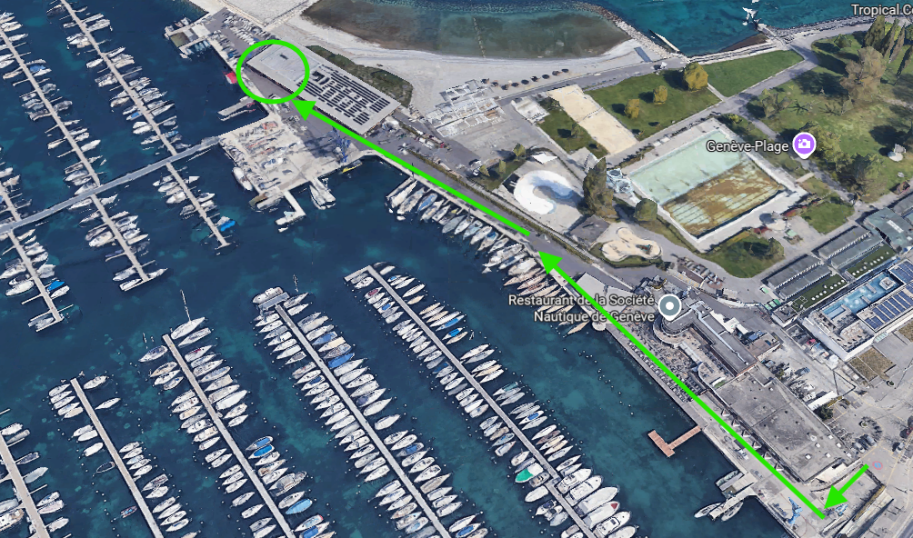 Tropical C
Genève-Plage
Restaurant de la Société
Nautique de Genève